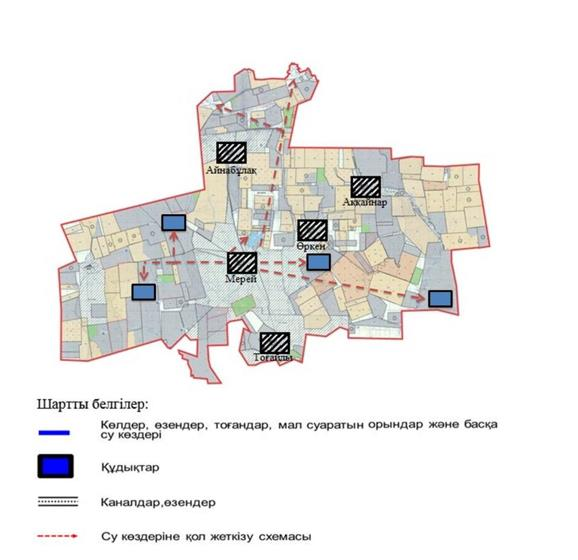 Айнабұлақ
Ақкайнар
Өркен
Мерей
Тоғайлы
Шартты белгілер:
Көлдер, өзендер, тоғандар, мал суаратын орындар және басқа
су көздері
Құдықтар
Каналдар,өзендер
Су көздеріне қол жеткізу схемасы